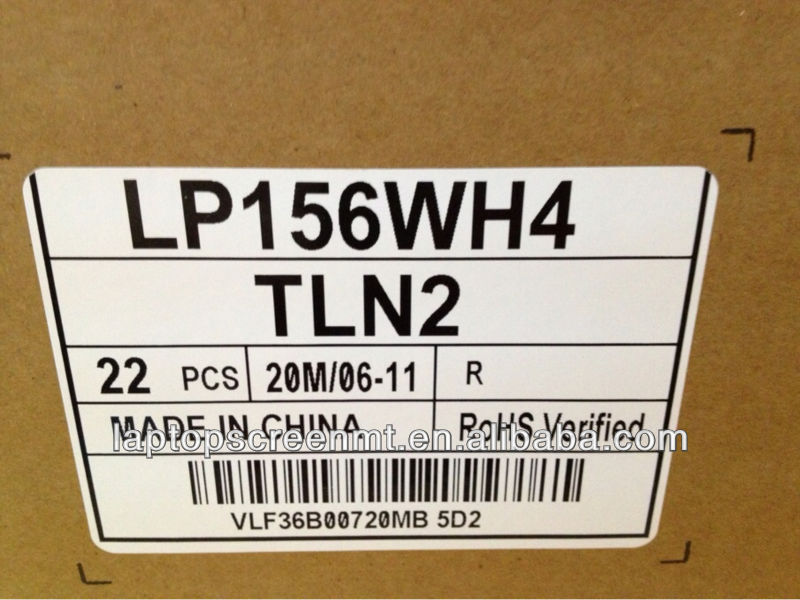 LP156WH4
TLN2
22 PCS 20M/06-11 R
MADE IN CHINA RoHS Verified
laptopscreenmt.en.alibaba.com
VLF36B00720MB 5D2